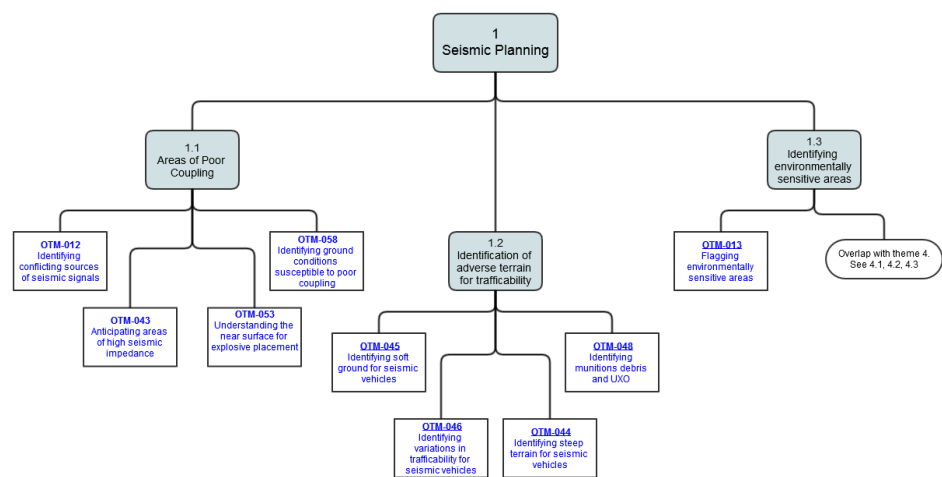 1
Seismic Planning
1.1
Areas of Poor
Coupling
1.3
Identifying
environmentally
sensitive areas
OTM-012
Identifying
conflicting sources
of seismic signals
OTM-058
Identifying ground
conditions
susceptible to poor
coupling
1.2
Identification of
adverse terrain
for trafficability
OTM-013
Flagging
environmentally
sensitive areas
Overlap with theme 4.
See 4.1, 4.2, 4.3
OTM-043
Anticipating areas
of high seismic
impedance
OTM-053
Understanding the
near surface for
explosive placement
OTM-045
Identifying soft
ground for seismic
vehicles
OTM-048
Identifying
munitions debris
and UXO
OTM-046
Identifying
variations in
trafficability for
seismic vehicles
OTM-044
Identifying steep
terrain for seismic
vehicles